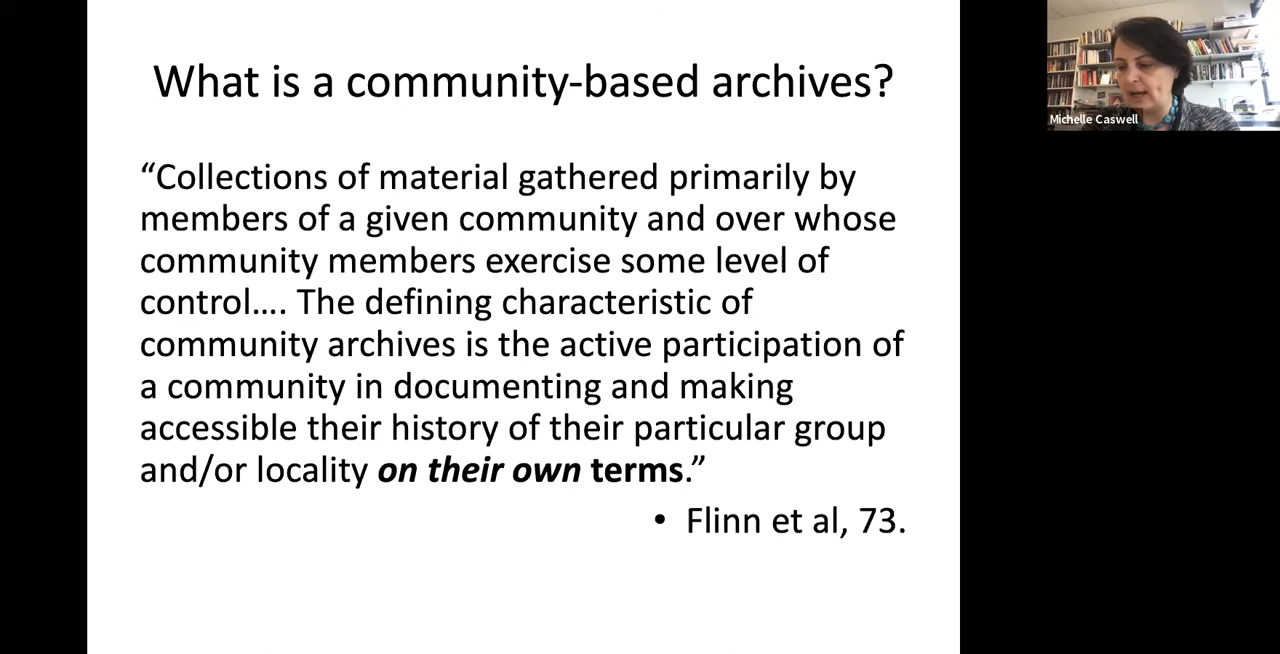 What is a community-based archives?
“Collections of material gathered primarily by
members of a given community and over whose
community members exercise some level of
control…. The defining characteristic of
community archives is the active participation of
a community in documenting and making
accessible their history of their particular group
and/or locality on their own terms.”
• Flinn et al, 73.
Michelle Caswell